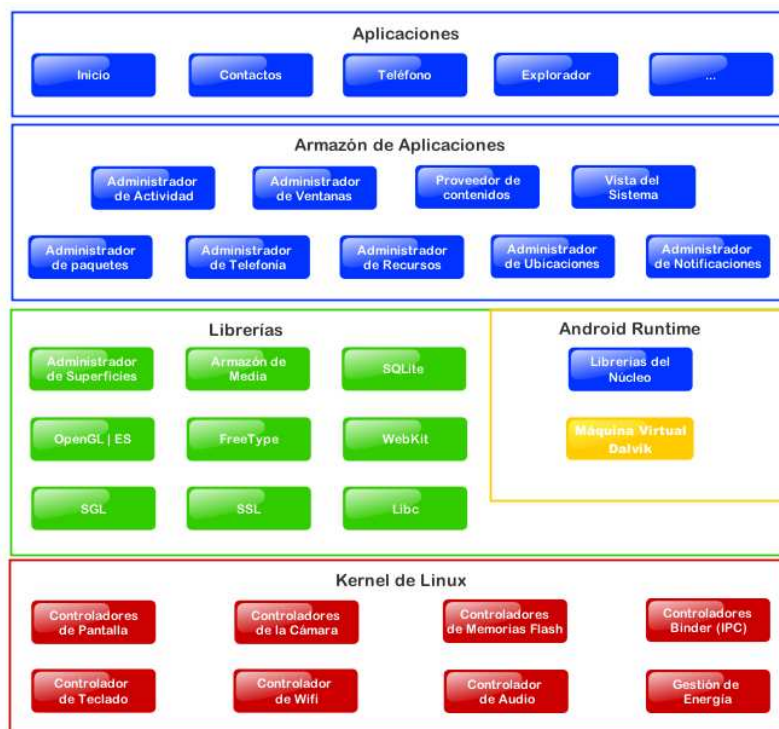 Aplicaciones
Inicio
Contactos
Teléfono
Explorador
...
Armazón de Aplicaciones
Administrador
de Actividad
Administrador
de Ventanas
Proveedor de
contenidos
Vista del
Sistema
Administrador
de paquetes
Administrador
de Telefonía
Administrador
de Recursos
Administrador
de Ubicaciones
Administrador
de Notificaciones
Librerías
Administrador
de Superficies
Armazón de
Media
SQLite
OpenGL | ES
FreeType
WebKit
SGL
SSL
Libc
Android Runtime
Librerías del
Núcleo
Máquina Virtual
Dalvik
Kernel de Linux
Controladores
de Pantalla
Controladores
de la Cámara
Controladores
de Memorias Flash
Controladores
Binder (IPC)
Controlador
de Teclado
Controlador
de Wifi
Controlador
de Audio
Gestión de
Energía